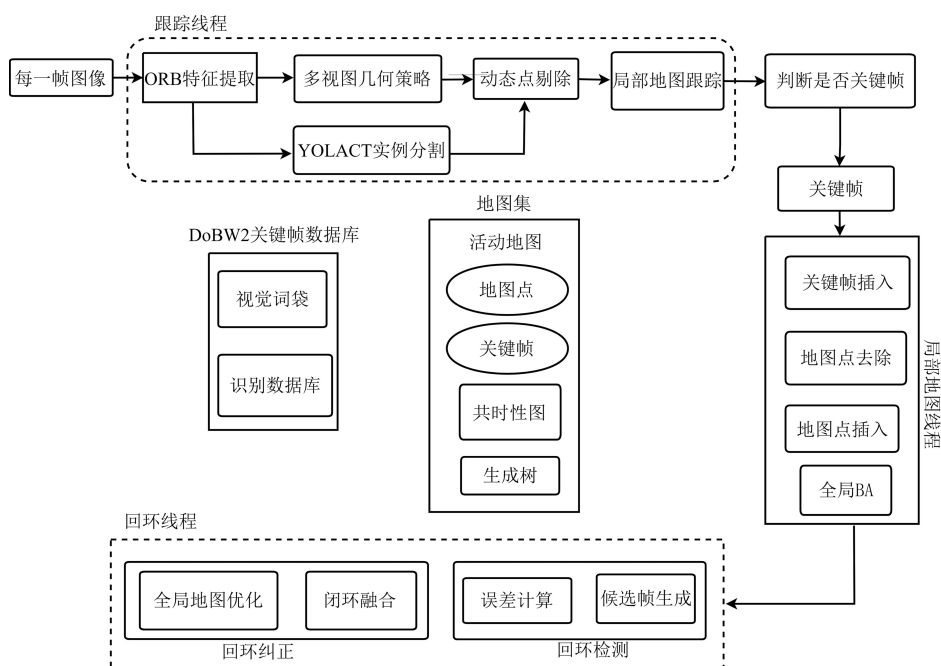 跟踪线程
每一帧图像
ORB特征提取
多视图几何策略
动态点剔除
局部地图跟踪
判断是否关键帧
YOLACT实例分割
关键帧
地图集
DoBW2关键帧数据库
活动地图
视觉词袋
地图点
关键帧插入
关键帧
地图点去除
识别数据库
共时性图
地图点插入
生成树
全局BA
局部地图线程
回环线程
全局地图优化
闭环融合
误差计算
候选帧生成
回环纠正
回环检测